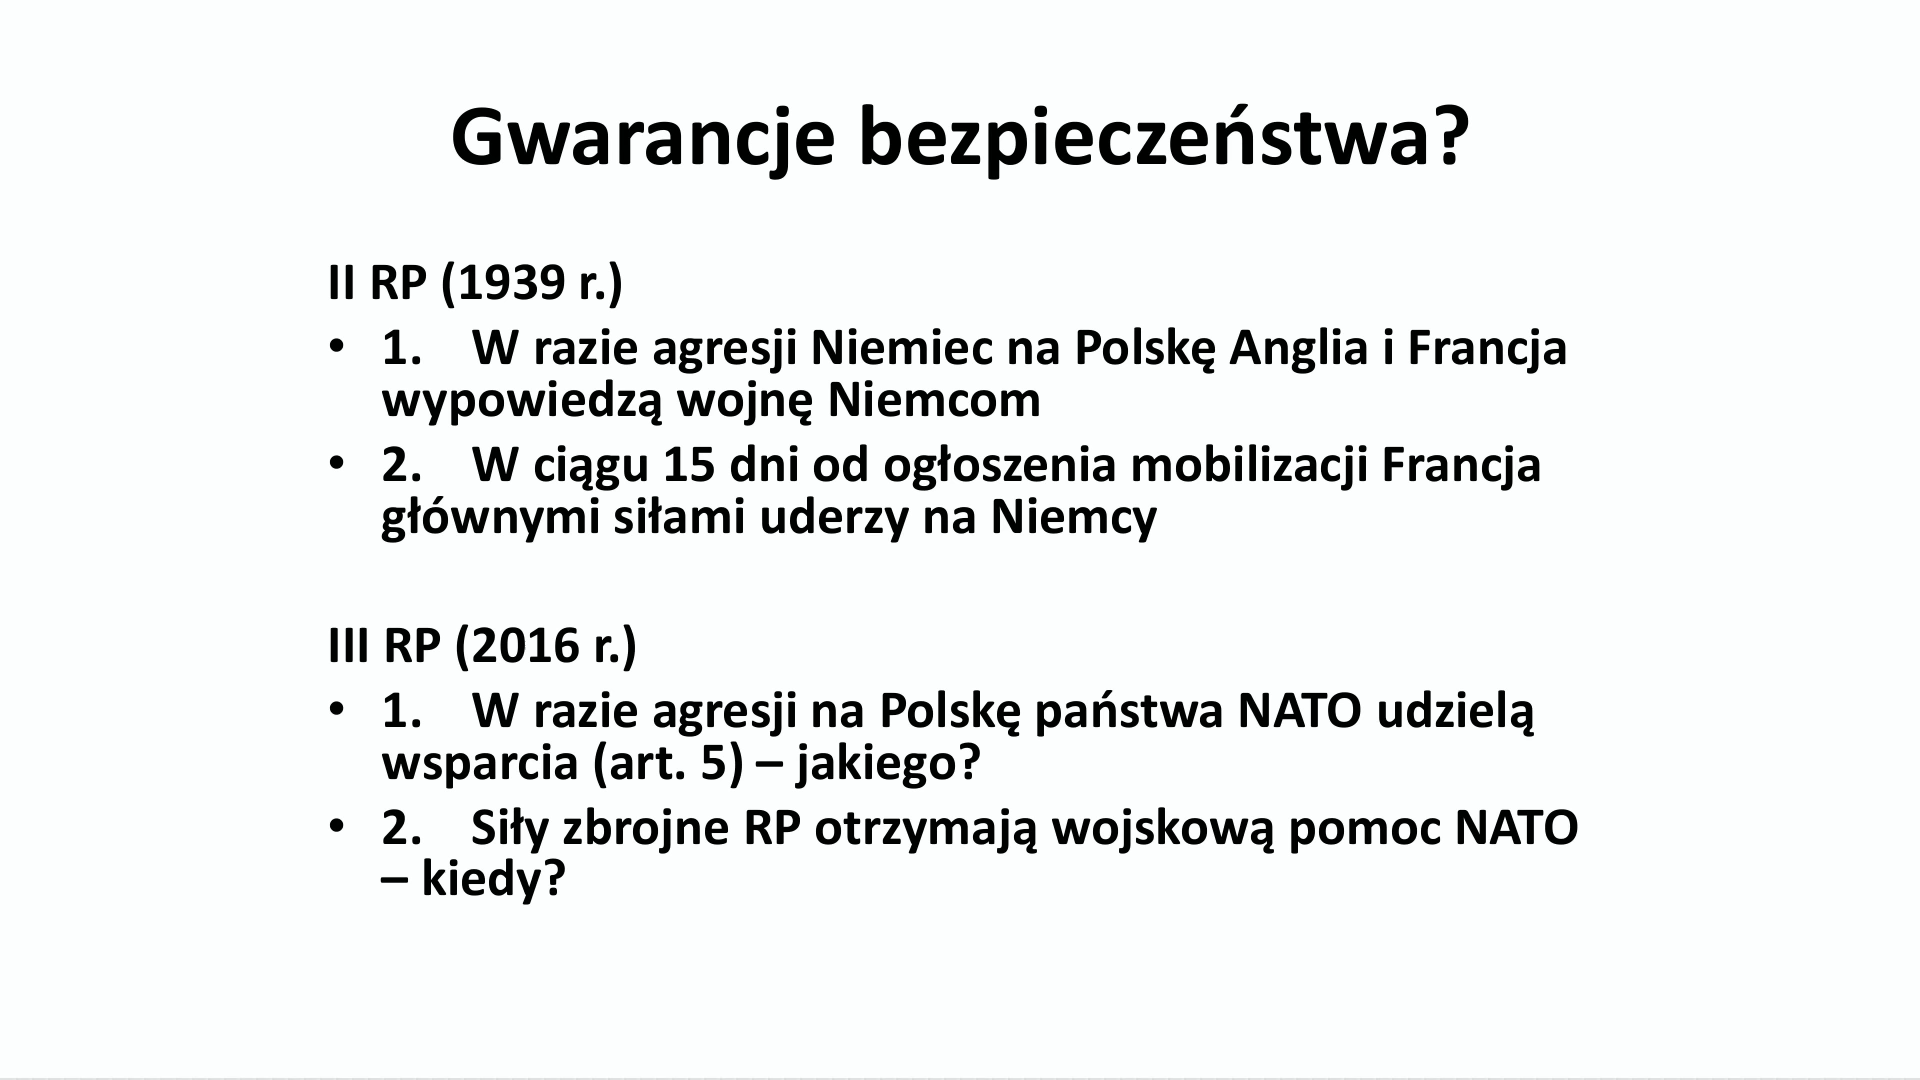 Gwarancje bezpieczeństwa?
II RP (1939 r.)
• 1. W razie agresji Niemiec na Polskę Anglia i Francja
wypowiedzą wojnę Niemcom
• 2. W ciągu 15 dni od ogłoszenia mobilizacji Francja
głównymi siłami uderzy na Niemcy
III RP (2016 r.)
• 1. W razie agresji na Polskę państwa NATO udzielą
wsparcia (art. 5) – jakiego?
• 2. Siły zbrojne RP otrzymają wojskową pomoc NATO
– kiedy?